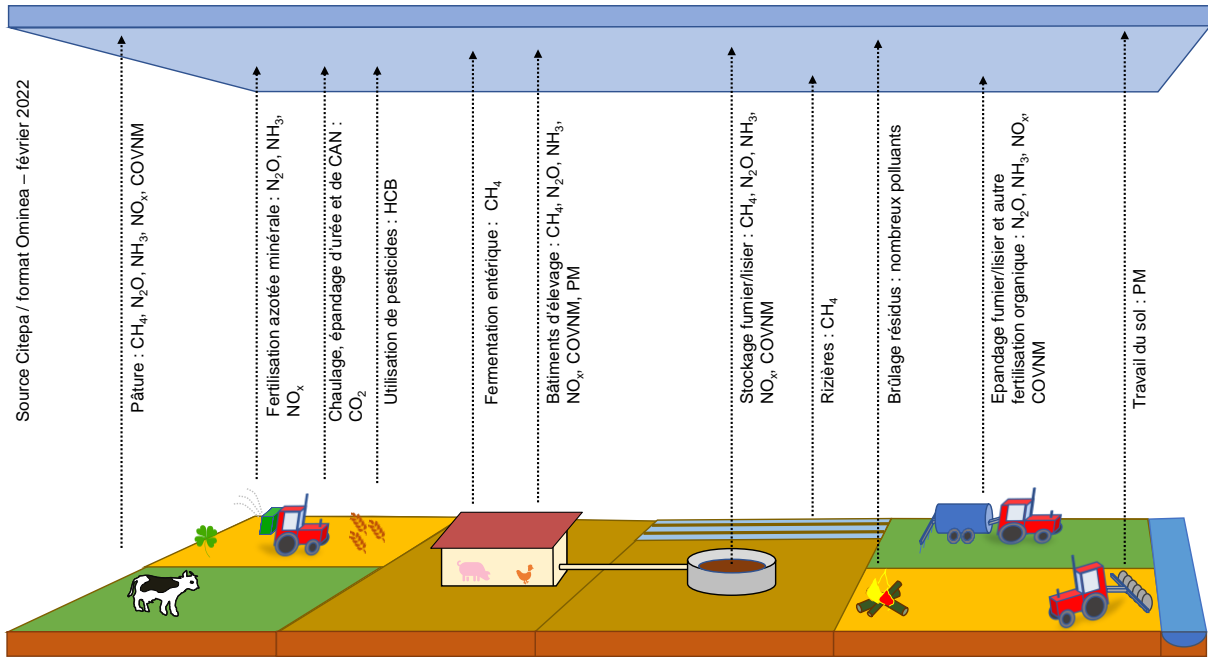 Source Citepa / format Ominea – février 2022
Pâture : CH₄, N₂O, NH₃, NOₓ, COVNM
Fertilisation azotée minérale : N₂O, NH₃,
NOₓ
Chaulage, épandage d'urée et de CAN :
CO₂
Utilisation de pesticides : HCB
Fermentation entérique :  CH₄
Bâtiments d'élevage : CH₄, N₂O, NH₃,
NOₓ, COVNM, PM
Stockage fumier/lisier : CH₄, N₂O, NH₃,
NOₓ, COVNM
Rizières : CH₄
Brûlage résidus : nombreux polluants
Epandage fumier/lisier et autre
fertilisation organique : N₂O, NH₃, NOₓ,
COVNM
Travail du sol : PM